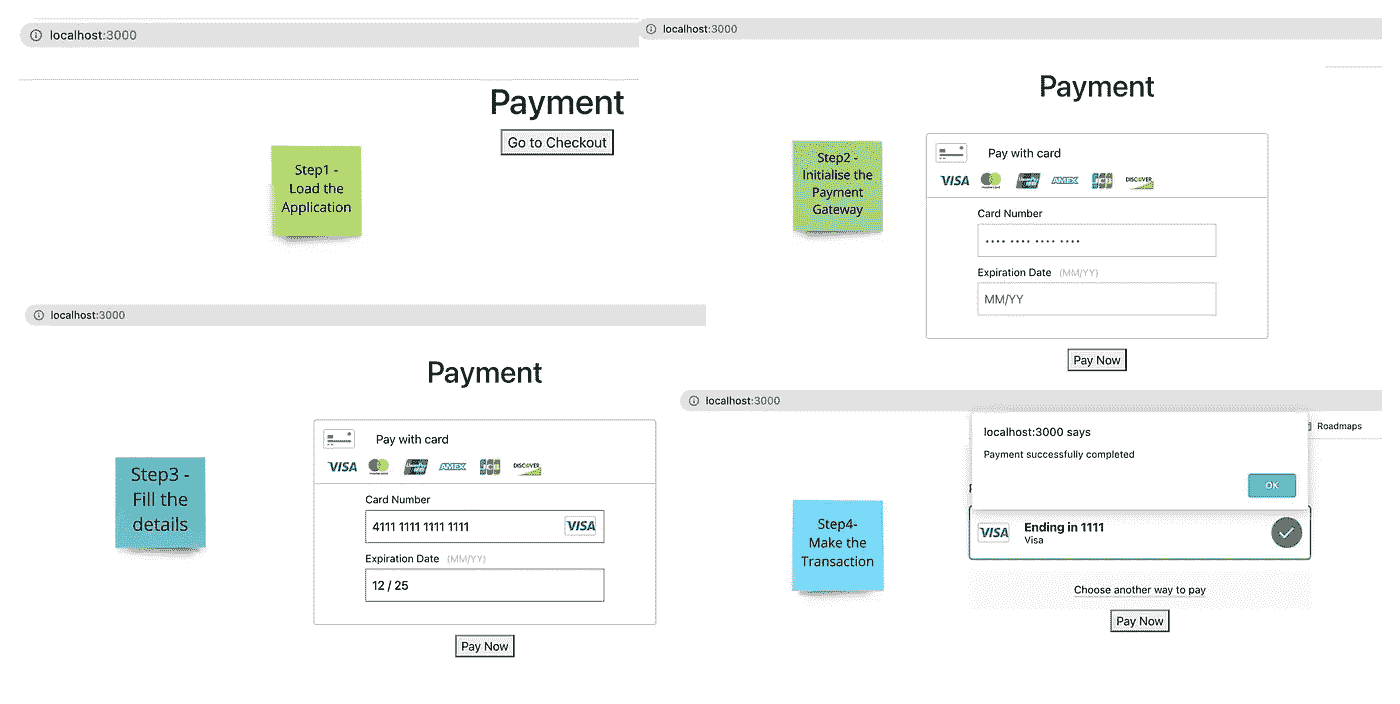 localhost:3000
Payment
Go to Checkout
Step1 -
Load the
Application
localhost:3000
Payment
Step2 -
Initialise the
Payment
Gateway
Pay with card
VISA AMEX JCB DISCOVER
Card Number
Expiration Date (MM/YY)
MM/YY
Pay Now
localhost:3000
Payment
Step3 -
Fill the
details
Pay with card
VISA AMEX JCB DISCOVER
Card Number
4111 1111 1111 1111 VISA
Expiration Date (MM/YY)
12 / 25
Pay Now
localhost:3000
Roadmaps
localhost:3000 says
Payment successfully completed
OK
Step4-
Make the
Transaction
VISA
Ending in 1111
Visa
Choose another way to pay
Pay Now